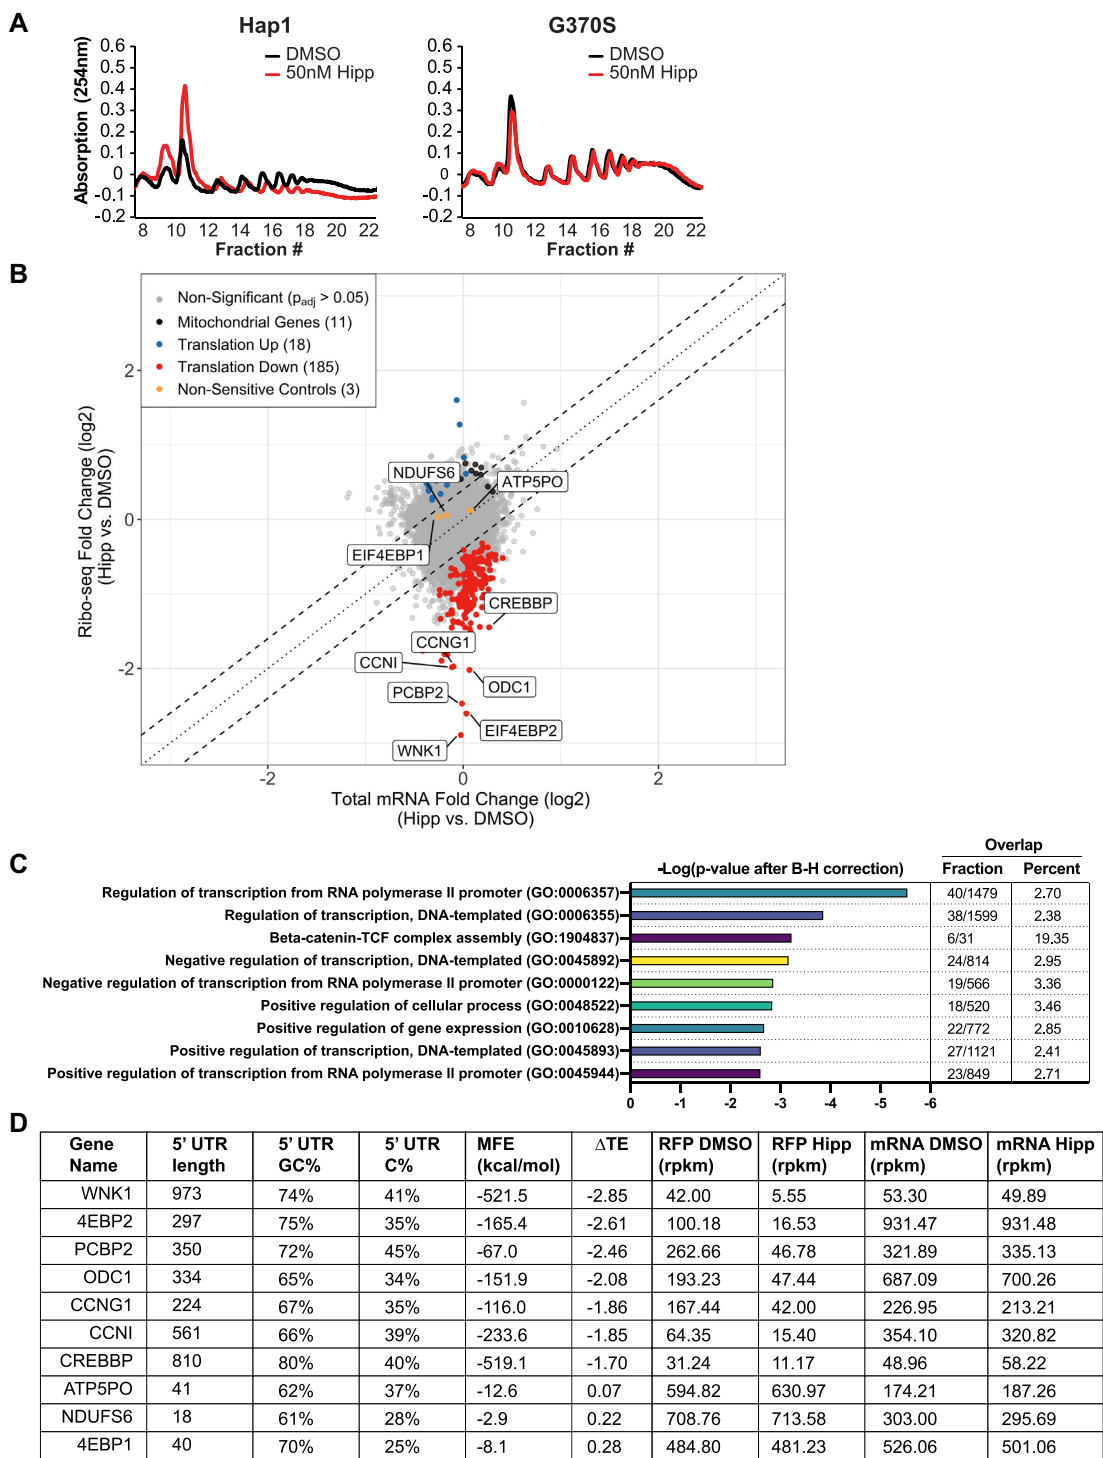 A
Hap1
G370S
Absorption (254nm)
0.6
0.5
0.4
0.3
0.2
0.1
0
-0.1
-0.2
DMSO
50nM Hipp
8 10 12 14 16 18 20 22
Fraction #
0.6
0.5
0.4
0.3
0.2
0.1
0
-0.1
-0.2
DMSO
50nM Hipp
8 10 12 14 16 18 20 22
Fraction #
B
Non-Significant (padj > 0.05)
Mitochondrial Genes (11)
Translation Up (18)
Translation Down (185)
Non-Sensitive Controls (3)
Ribo-seq Fold Change (log2)
(Hipp vs. DMSO)
2
0
-2
NDUFS6
ATP5PO
EIF4EBP1
CREBBP
CCNG1
CCNI
ODC1
PCBP2
EIF4EBP2
WNK1
-2 0 2
Total mRNA Fold Change (log2)
(Hipp vs. DMSO)
C
-Log(p-value after B-H correction)
Overlap
Fraction Percent
Regulation of transcription from RNA polymerase II promoter (GO:0006357) 40/1479 2.70
Regulation of transcription, DNA-templated (GO:0006355) 38/1599 2.38
Beta-catenin-TCF complex assembly (GO:1904837) 6/31 19.35
Negative regulation of transcription, DNA-templated (GO:0045892) 24/814 2.95
Negative regulation of transcription from RNA polymerase II promoter (GO:0000122) 19/566 3.36
Positive regulation of cellular process (GO:0048522) 18/520 3.46
Positive regulation of gene expression (GO:0010628) 22/772 2.85
Positive regulation of transcription, DNA-templated (GO:0045893) 27/1121 2.41
Positive regulation of transcription from RNA polymerase II promoter (GO:0045944) 23/849 2.71
0 -1 -2 -3 -4 -5 -6
D
Gene Name 5' UTR length 5' UTR GC% 5' UTR C% MFE (kcal/mol) ΔTE RFP DMSO (rpkm) RFP Hipp (rpkm) mRNA DMSO (rpkm) mRNA Hipp (rpkm)
WNK1 973 74% 41% -521.5 -2.85 42.00 5.55 53.30 49.89
4EBP2 297 75% 35% -165.4 -2.61 100.18 16.53 931.47 931.48
PCBP2 350 72% 45% -67.0 -2.46 262.66 46.78 321.89 335.13
ODC1 334 65% 34% -151.9 -2.08 193.23 47.44 687.09 700.26
CCNG1 224 67% 35% -116.0 -1.86 167.44 42.00 226.95 213.21
CCNI 561 66% 39% -233.6 -1.85 64.35 15.40 354.10 320.82
CREBBP 810 80% 40% -519.1 -1.70 31.24 11.17 48.96 58.22
ATP5PO 41 62% 37% -12.6 0.07 594.82 630.97 174.21 187.26
NDUFS6 18 61% 28% -2.9 0.22 708.76 713.58 303.00 295.69
4EBP1 40 70% 25% -8.1 0.28 484.80 481.23 526.06 501.06